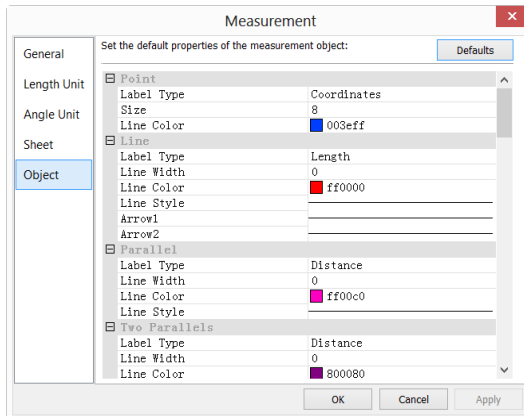 Measurement
General
Length Unit
Angle Unit
Sheet
Object
Set the default properties of the measurement object:
Defaults
Point
Label Type Coordinates
Size 8
Line Color 003eff
Line
Label Type Length
Line Width 0
Line Color ff0000
Line Style
Arrow1
Arrow2
Parallel
Label Type Distance
Line Width 0
Line Color ff00c0
Line Style
Two Parallels
Label Type Distance
Line Width 0
Line Color 800080
OK Cancel Apply